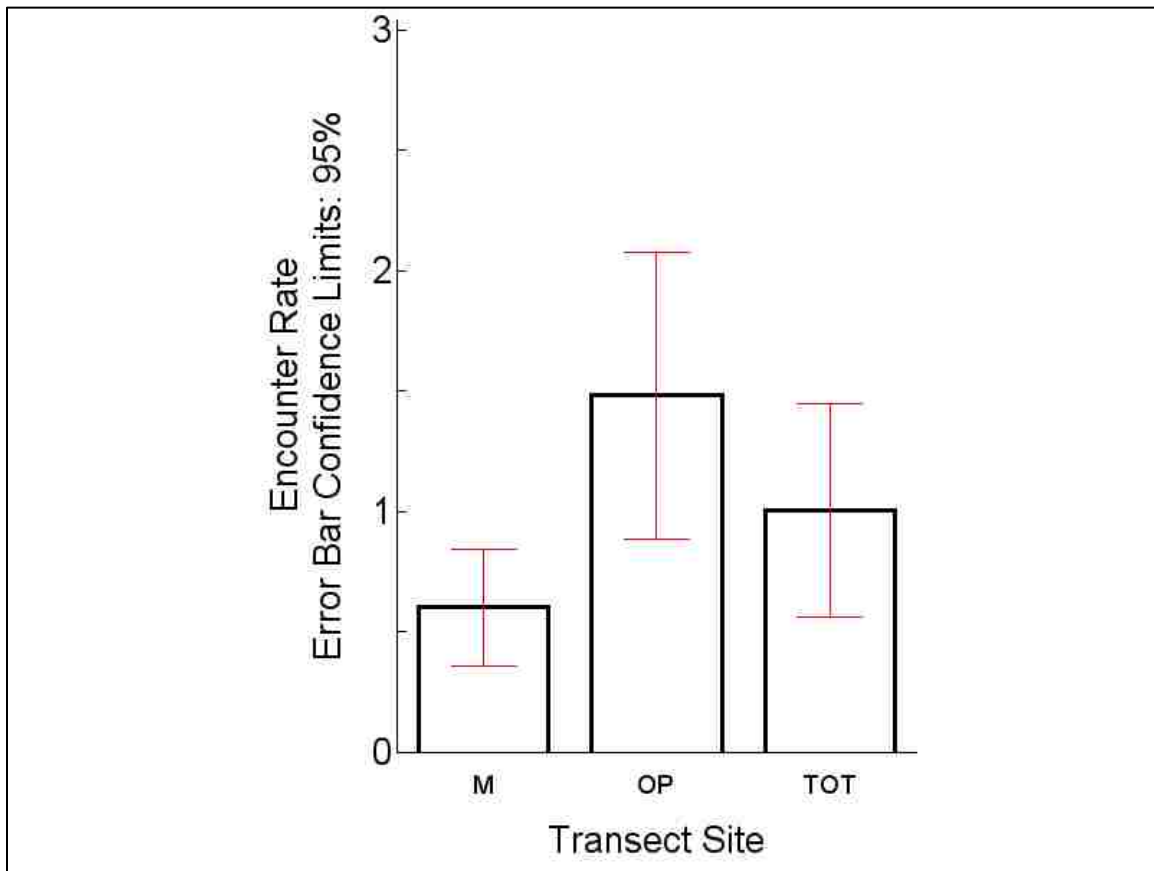 Encounter Rate
Error Bar Confidence Limits: 95%
3
2
1
0
M OP TOT
Transect Site